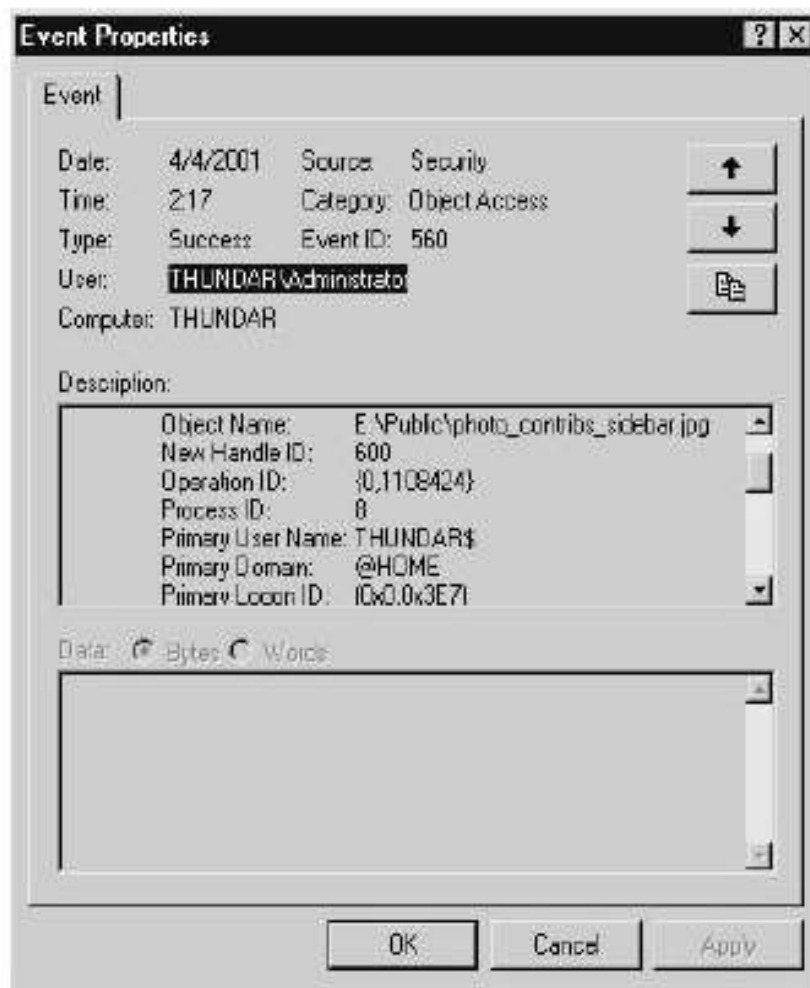 Event Properties
Event
Date: 4/4/2001 Source: Security
Time: 2:17 Category: Object Access
Type: Success Event ID: 560
User: THUNDAR\Administrator
Computer: THUNDAR
Description:
Object Name: E:\Public\photo_contribs_sidebar.jpg
New Handle ID: 600
Operation ID: {0,1108424}
Process ID: 8
Primary User Name: THUNDAR$
Primary Domain: @HOME
Primary Logon ID: (0x0,0x3E7)
Data: Bytes Words
OK Cancel Apply